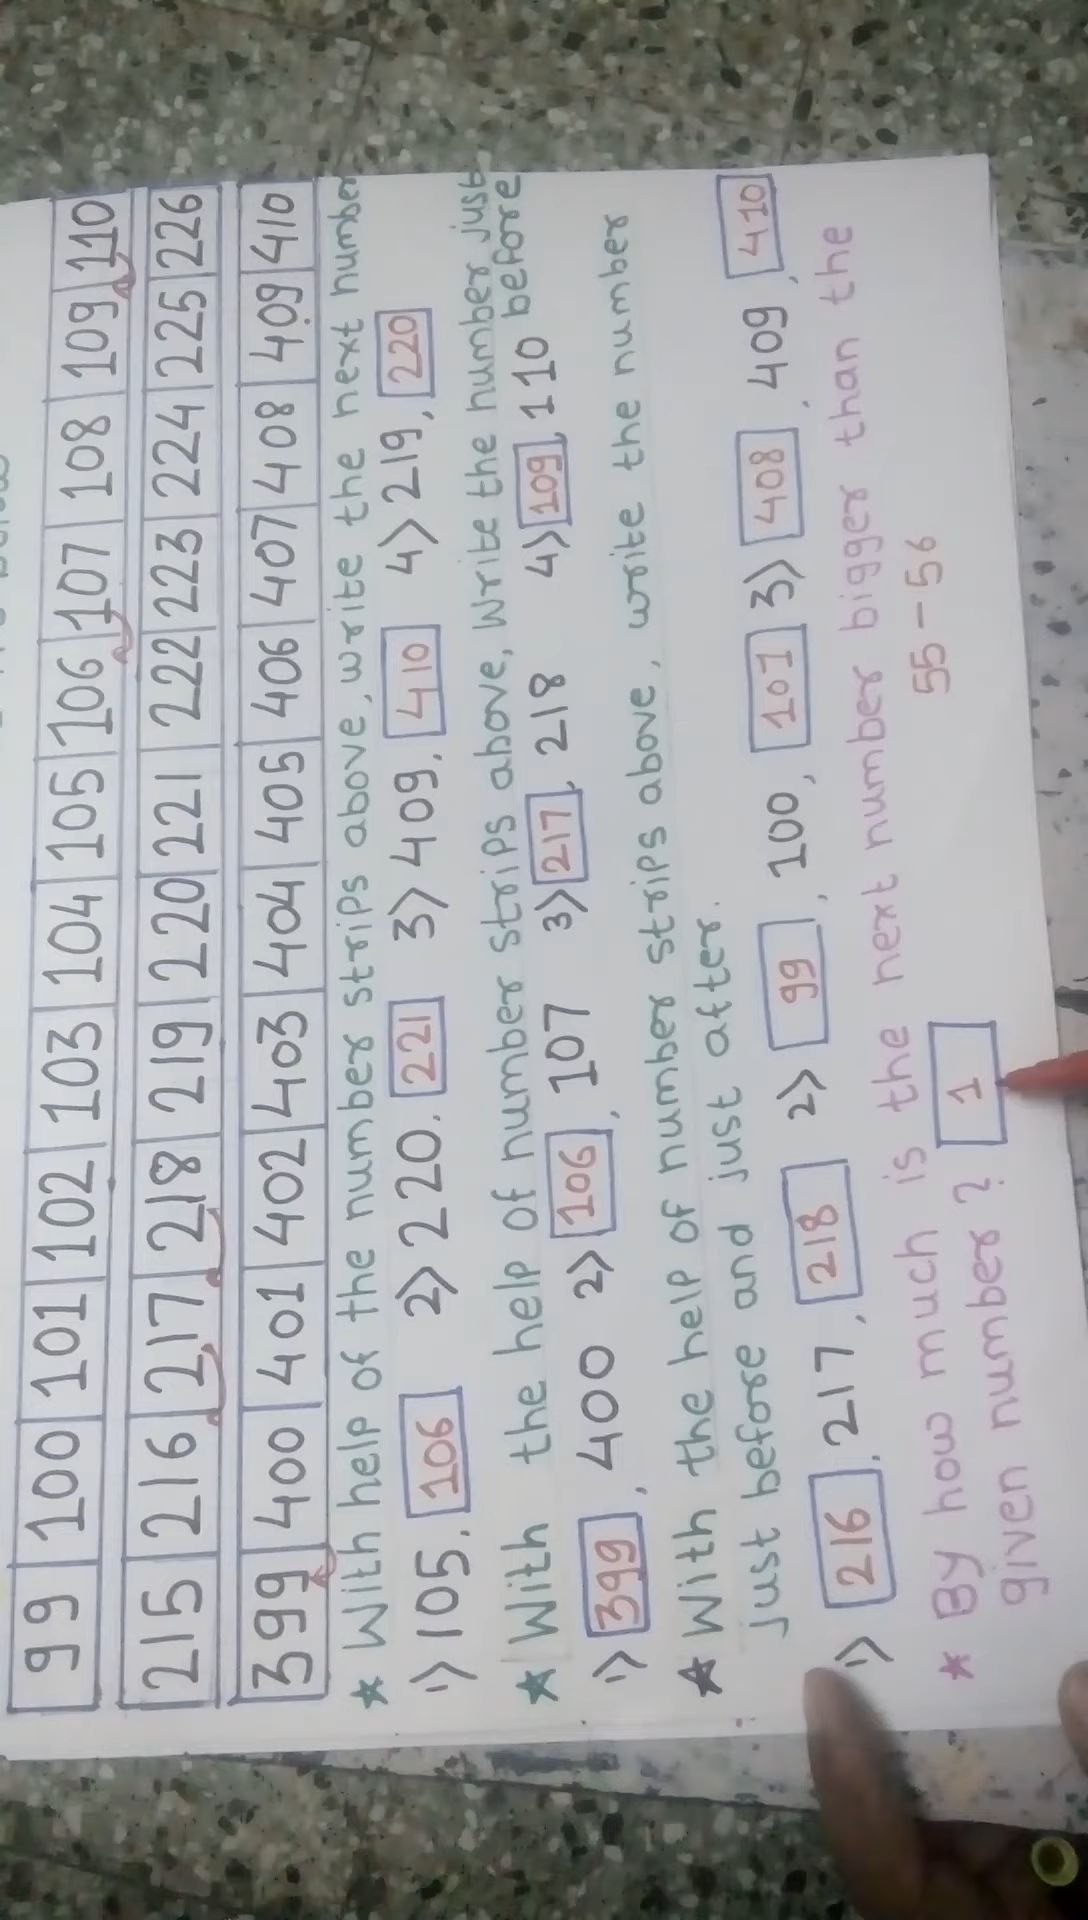 99 100 101 102 103 104 105 106 107 108 109 110
215 216 217 218 219 220 221 222 223 224 225 226
399 400 401 402 403 404 405 406 407 408 409 410
* With help of the number strips above, write the next number
1) 105, 106 2) 220, 221 3) 409, 410 4) 219, 220
* With the help of number strips above, write the number just before
1) 399, 400 2) 106, 107 3) 217, 218 4) 109, 110
* With the help of number strips above, write the number
just before and just after.
1) 216, 217, 218 2) 99, 100, 101 3) 408, 409, 410
* By how much is the next number bigger than the
given number? 1 55-56